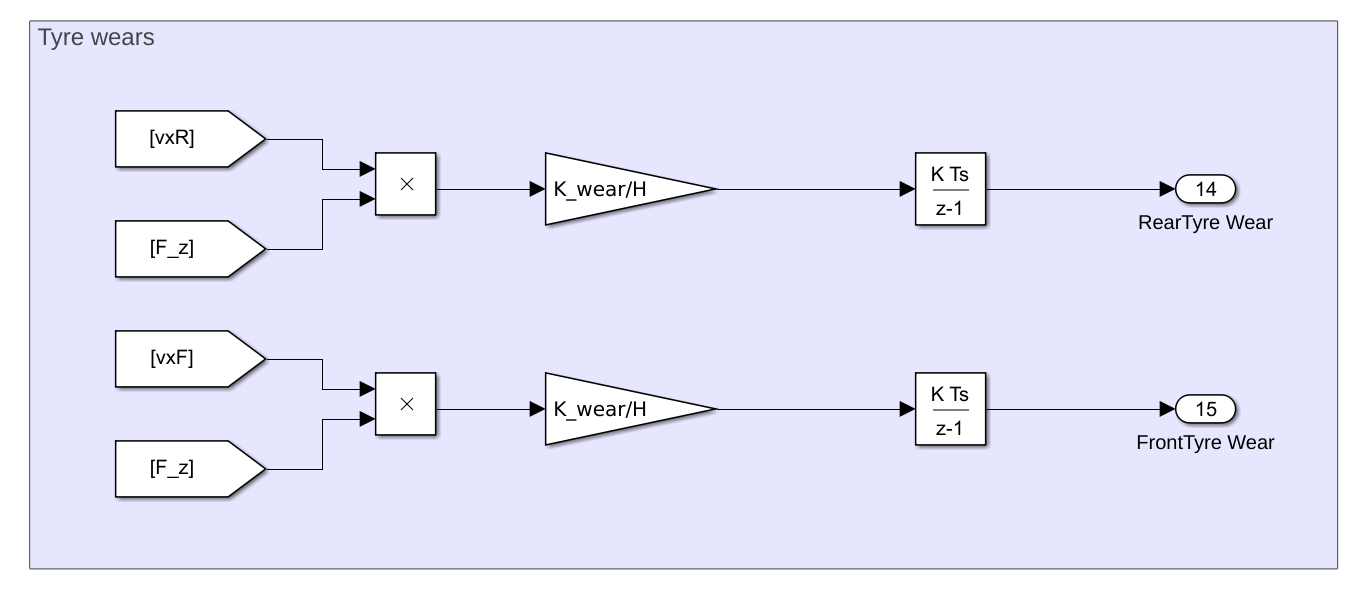 Tyre wears
[vxR]
[F_z]
×
K_wear/H
K Ts
z-1
14
RearTyre Wear
[vxF]
[F_z]
×
K_wear/H
K Ts
z-1
15
FrontTyre Wear